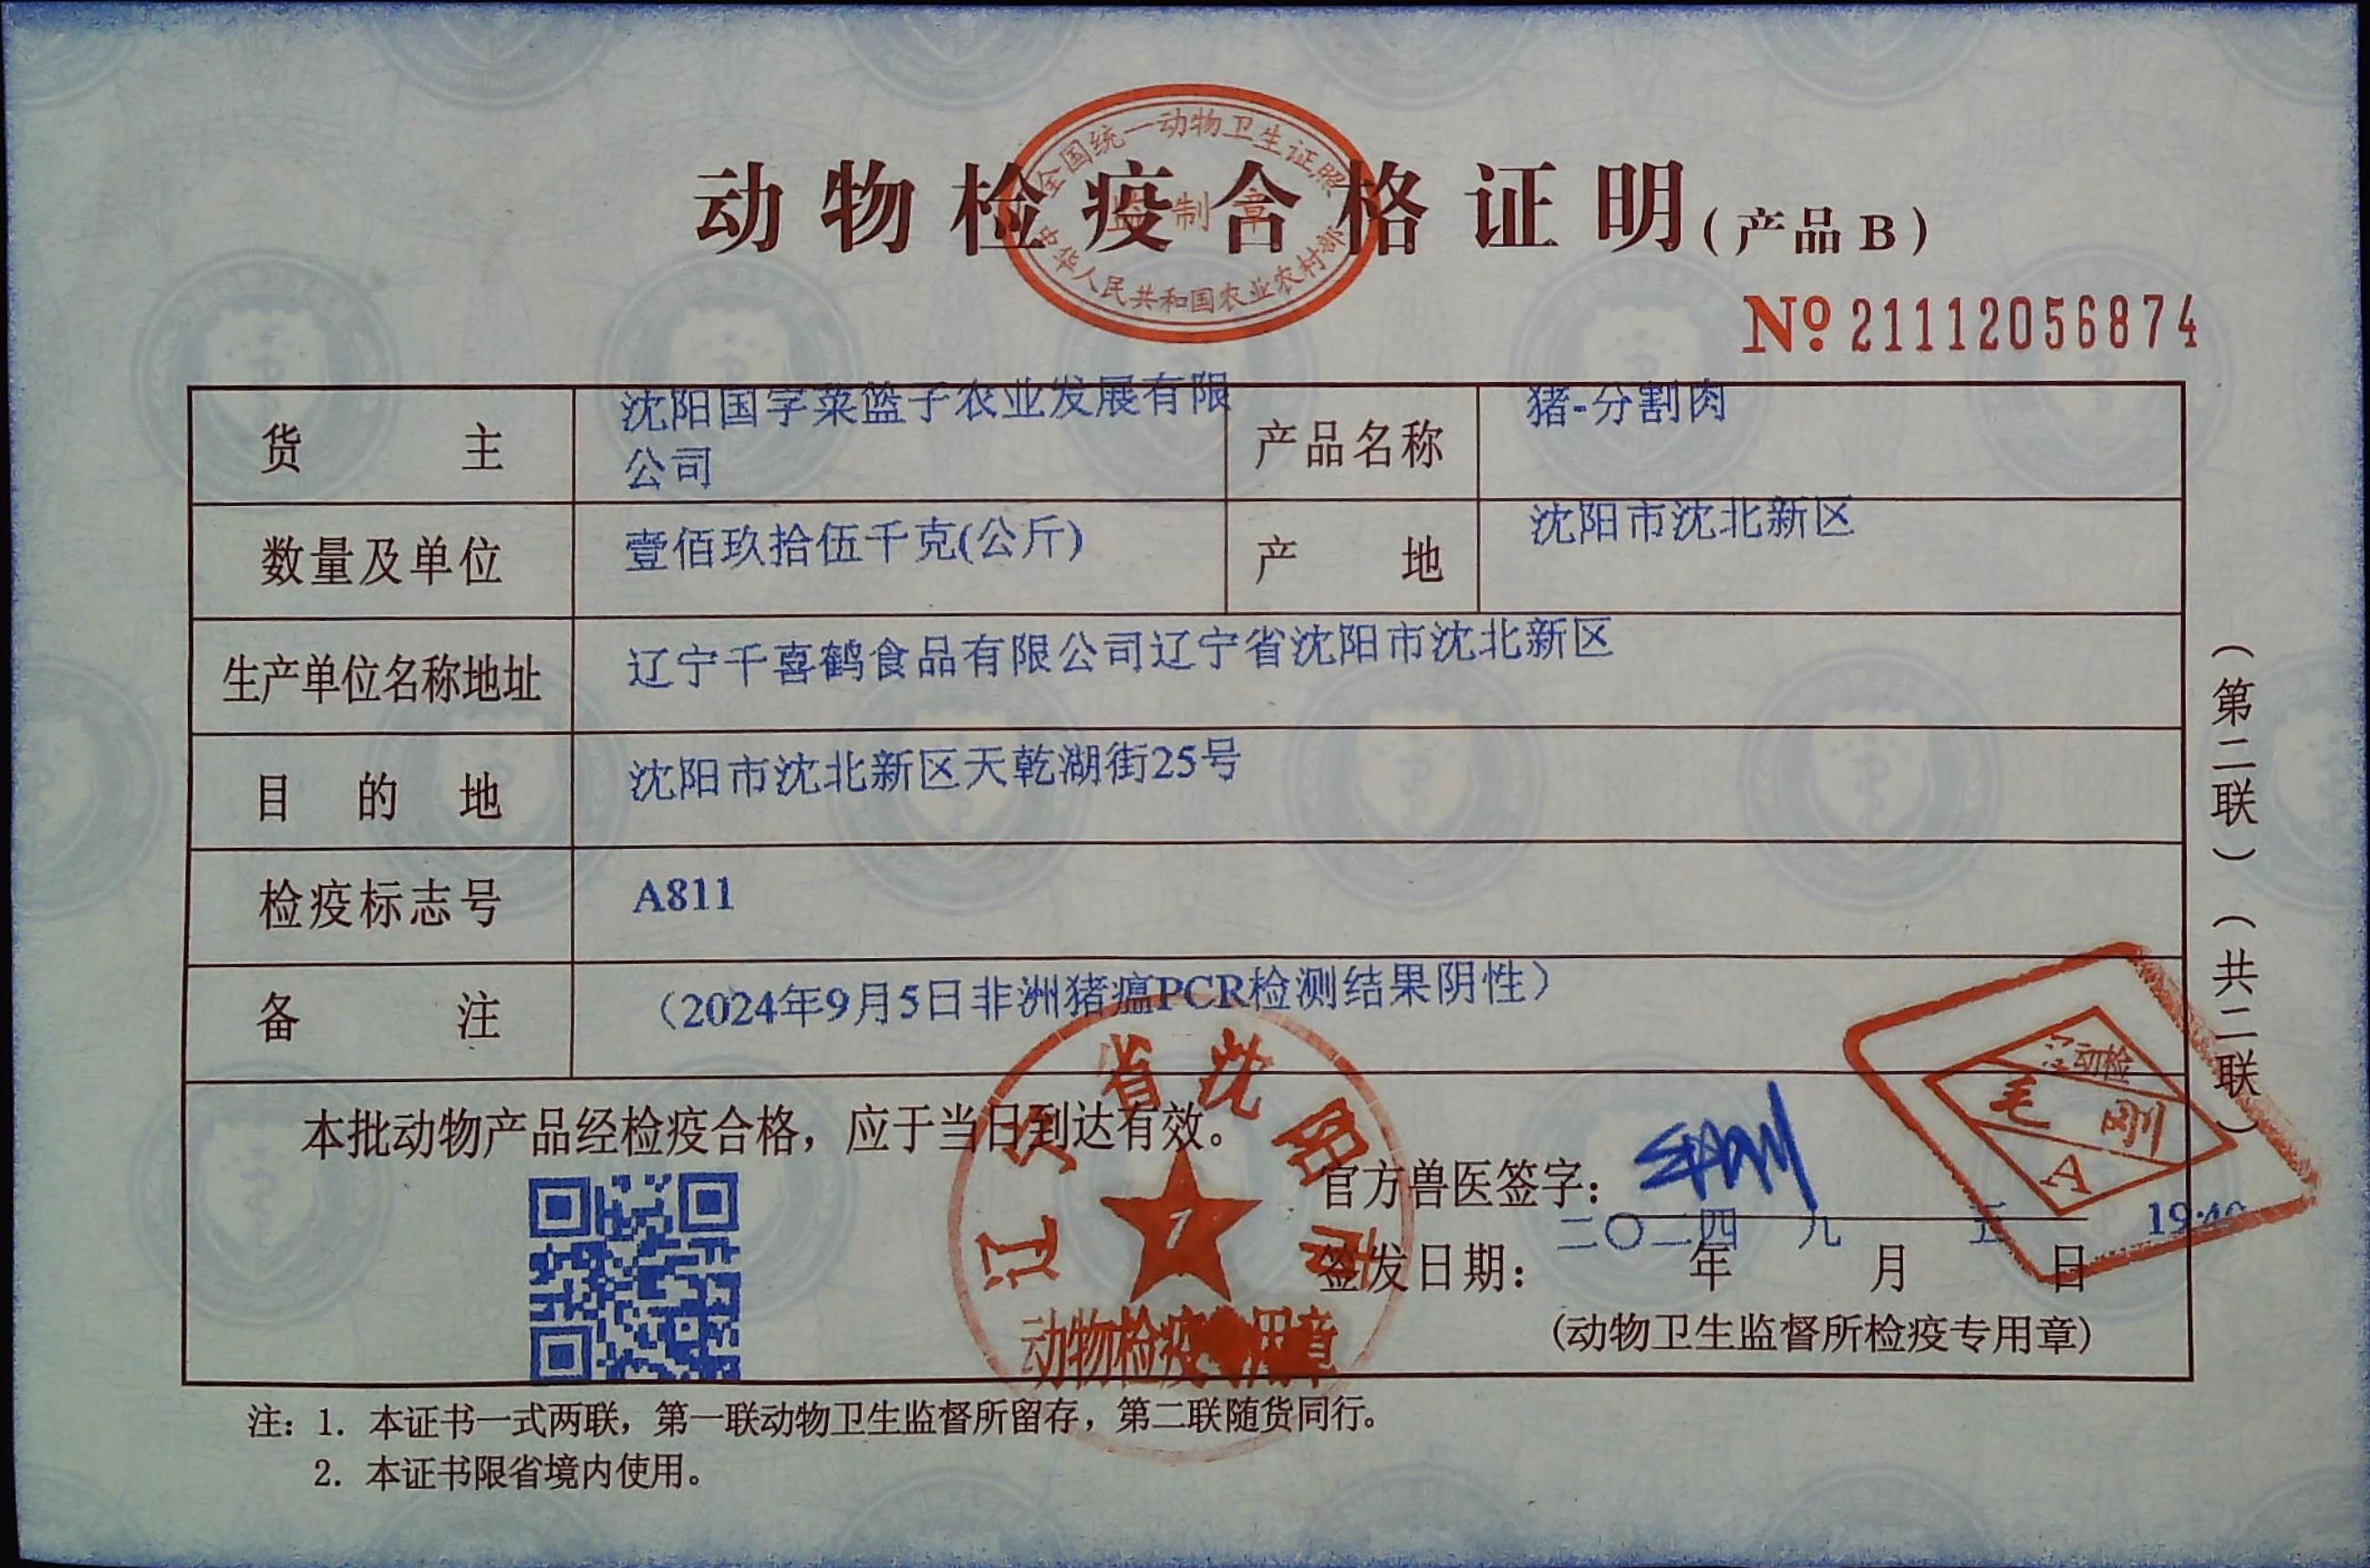 全国统一动物卫生证照
监制章
中华人民共和国农业农村部
动物检疫合格证明(产品B)
№ 21112056874
货主 沈阳国字菜篮子农业发展有限
公司
产品名称 猪-分割肉
数量及单位 壹佰玖拾伍千克(公斤)
产地 沈阳市沈北新区
生产单位名称地址 辽宁千喜鹤食品有限公司辽宁省沈阳市沈北新区
目的地 沈阳市沈北新区天乾湖街25号
检疫标志号 A811
备注 （2024年9月5日非洲猪瘟PCR检测结果阴性）
本批动物产品经检疫合格，应于当日到达有效。
官方兽医签字：
签发日期：二〇二四年九月五日 19:40
(动物卫生监督所检疫专用章)
辽宁省沈阳市
1
动物检疫专用章
动检
毛刚
A
（第二联）（共二联）
注：1. 本证书一式两联，第一联动物卫生监督所留存，第二联随货同行。
2. 本证书限省境内使用。